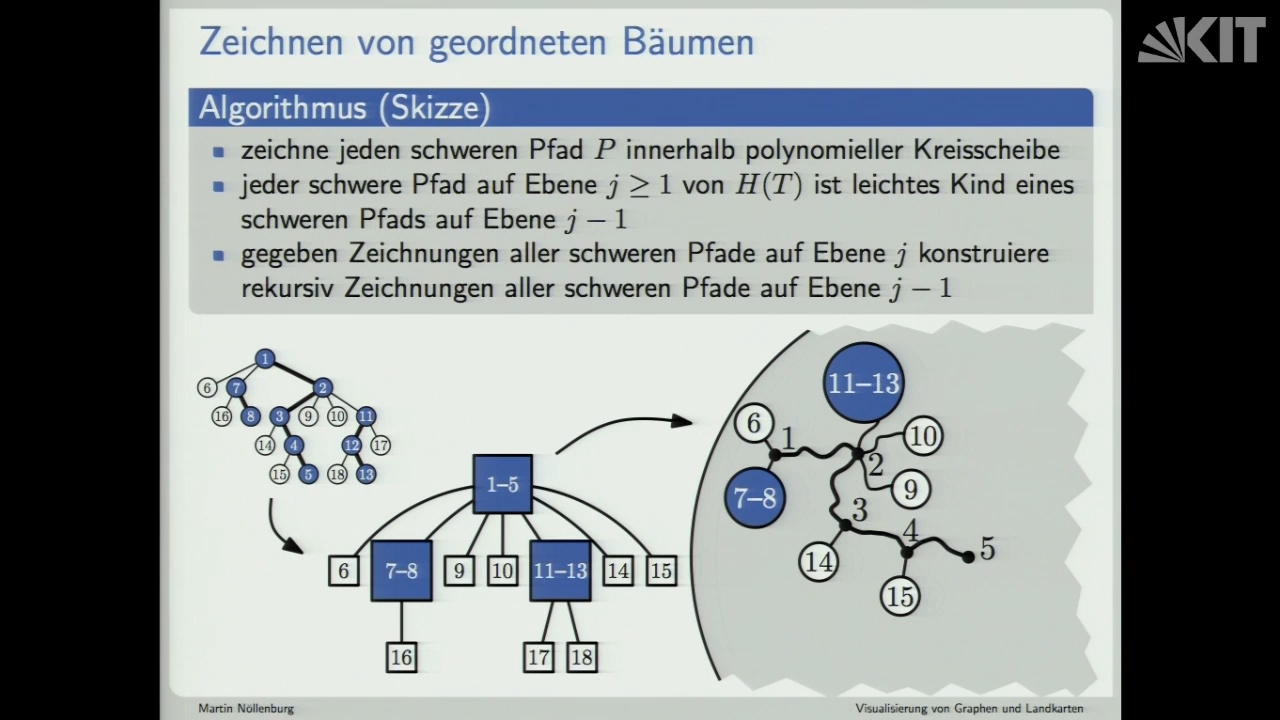 KIT
Zeichnen von geordneten Bäumen
Algorithmus (Skizze)
zeichne jeden schweren Pfad P innerhalb polynomieller Kreisscheibe
jeder schwere Pfad auf Ebene j ≥ 1 von H(T) ist leichtes Kind eines
schweren Pfads auf Ebene j − 1
gegeben Zeichnungen aller schweren Pfade auf Ebene j konstruiere
rekursiv Zeichnungen aller schweren Pfade auf Ebene j − 1
1
6 7 2
16 8 3 9 10 11
14 4 12 17
15 5 18 13
1–5
6 7–8 9 10 11–13 14 15
16 17 18
11–13
6 1 10
2
7–8 9
3
4 5
14
15
Martin Nöllenburg
Visualisierung von Graphen und Landkarten